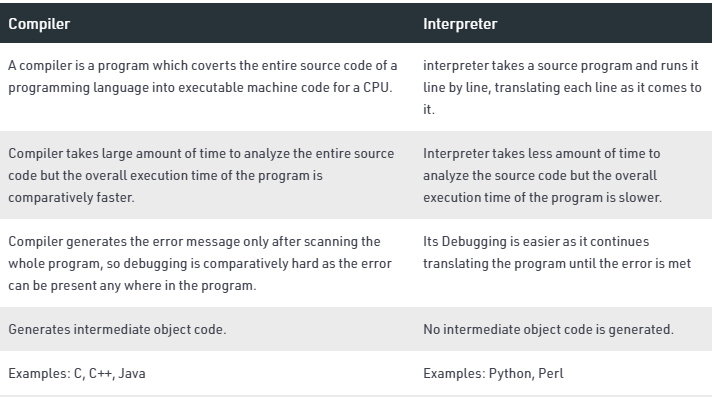 Compiler
Interpreter
A compiler is a program which coverts the entire source code of a
programming language into executable machine code for a CPU.
interpreter takes a source program and runs it
line by line, translating each line as it comes to
it.
Compiler takes large amount of time to analyze the entire source
code but the overall execution time of the program is
comparatively faster.
Interpreter takes less amount of time to
analyze the source code but the overall
execution time of the program is slower.
Compiler generates the error message only after scanning the
whole program, so debugging is comparatively hard as the error
can be present any where in the program.
Its Debugging is easier as it continues
translating the program until the error is met
Generates intermediate object code.
No intermediate object code is generated.
Examples: C, C++, Java
Examples: Python, Perl